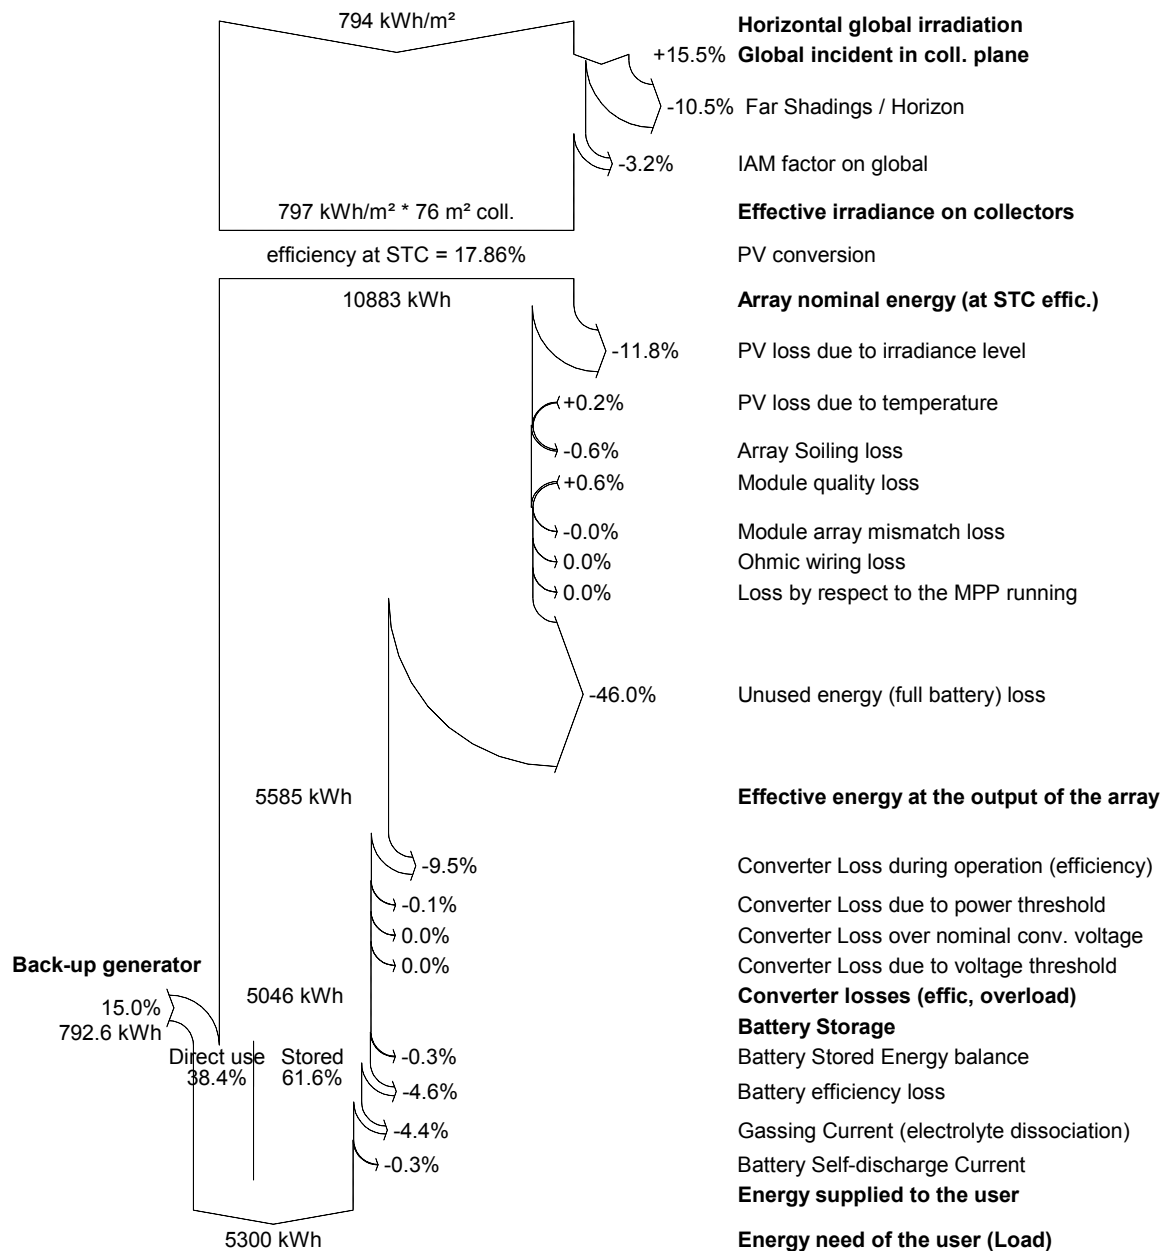 794 kWh/m² Horizontal global irradiation
+15.5% Global incident in coll. plane
-10.5% Far Shadings / Horizon
-3.2% IAM factor on global
797 kWh/m² * 76 m² coll. Effective irradiance on collectors
efficiency at STC = 17.86% PV conversion
10883 kWh Array nominal energy (at STC effic.)
-11.8% PV loss due to irradiance level
+0.2% PV loss due to temperature
-0.6% Array Soiling loss
+0.6% Module quality loss
-0.0% Module array mismatch loss
0.0% Ohmic wiring loss
0.0% Loss by respect to the MPP running
-46.0% Unused energy (full battery) loss
5585 kWh Effective energy at the output of the array
-9.5% Converter Loss during operation (efficiency)
-0.1% Converter Loss due to power threshold
0.0% Converter Loss over nominal conv. voltage
Back-up generator 0.0% Converter Loss due to voltage threshold
15.0% 5046 kWh Converter losses (effic, overload)
792.6 kWh Battery Storage
Direct use Stored -0.3% Battery Stored Energy balance
38.4% 61.6%
-4.6% Battery efficiency loss
-4.4% Gassing Current (electrolyte dissociation)
-0.3% Battery Self-discharge Current
Energy supplied to the user
5300 kWh Energy need of the user (Load)